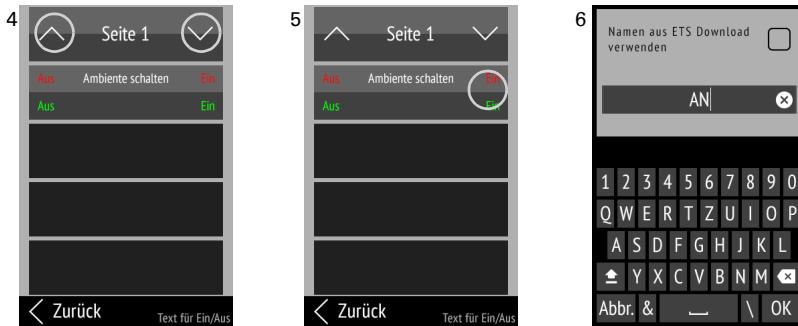 4
Seite 1
Aus Ambiente schalten Ein
Aus Ein
Zurück
Text für Ein/Aus
5
Seite 1
Aus Ambiente schalten Ein
Aus Ein
Zurück
Text für Ein/Aus
6
Namen aus ETS Download
verwenden
AN
1 2 3 4 5 6 7 8 9 0
Q W E R T Z U I O P
A S D F G H J K L
Y X C V B N M
Abbr. & \ OK